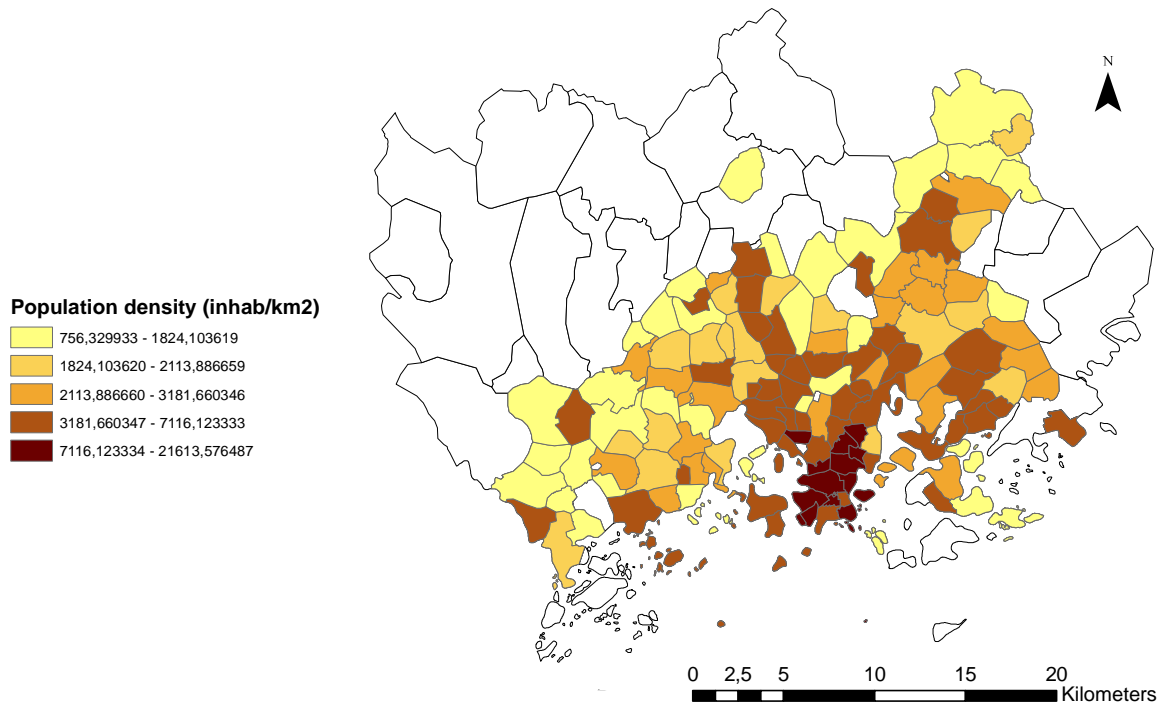 N
Population density (inhab/km2)
756,329933 - 1824,103619
1824,103620 - 2113,886659
2113,886660 - 3181,660346
3181,660347 - 7116,123333
7116,123334 - 21613,576487
0 2,5 5 10 15 20
Kilometers